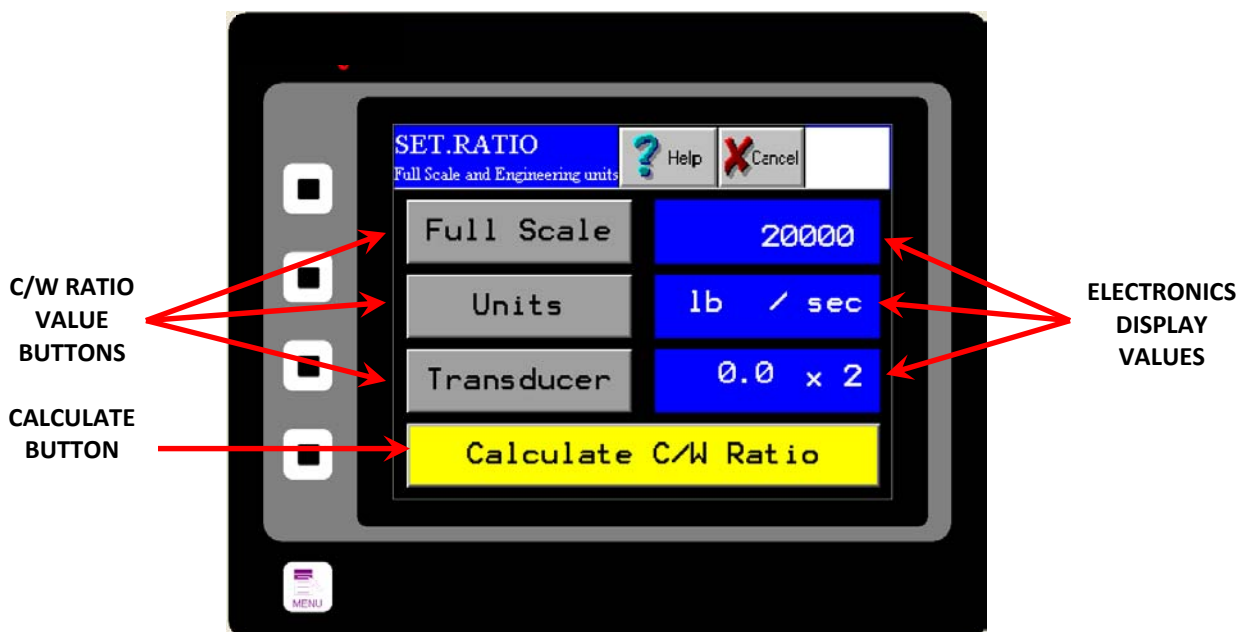 SET.RATIO
Full Scale and Engineering units
Help
Cancel
Full Scale
20000
Units
lb / sec
Transducer
0.0 x 2
Calculate C/W Ratio
C/W RATIO
VALUE
BUTTONS
CALCULATE
BUTTON
ELECTRONICS
DISPLAY
VALUES
MENU